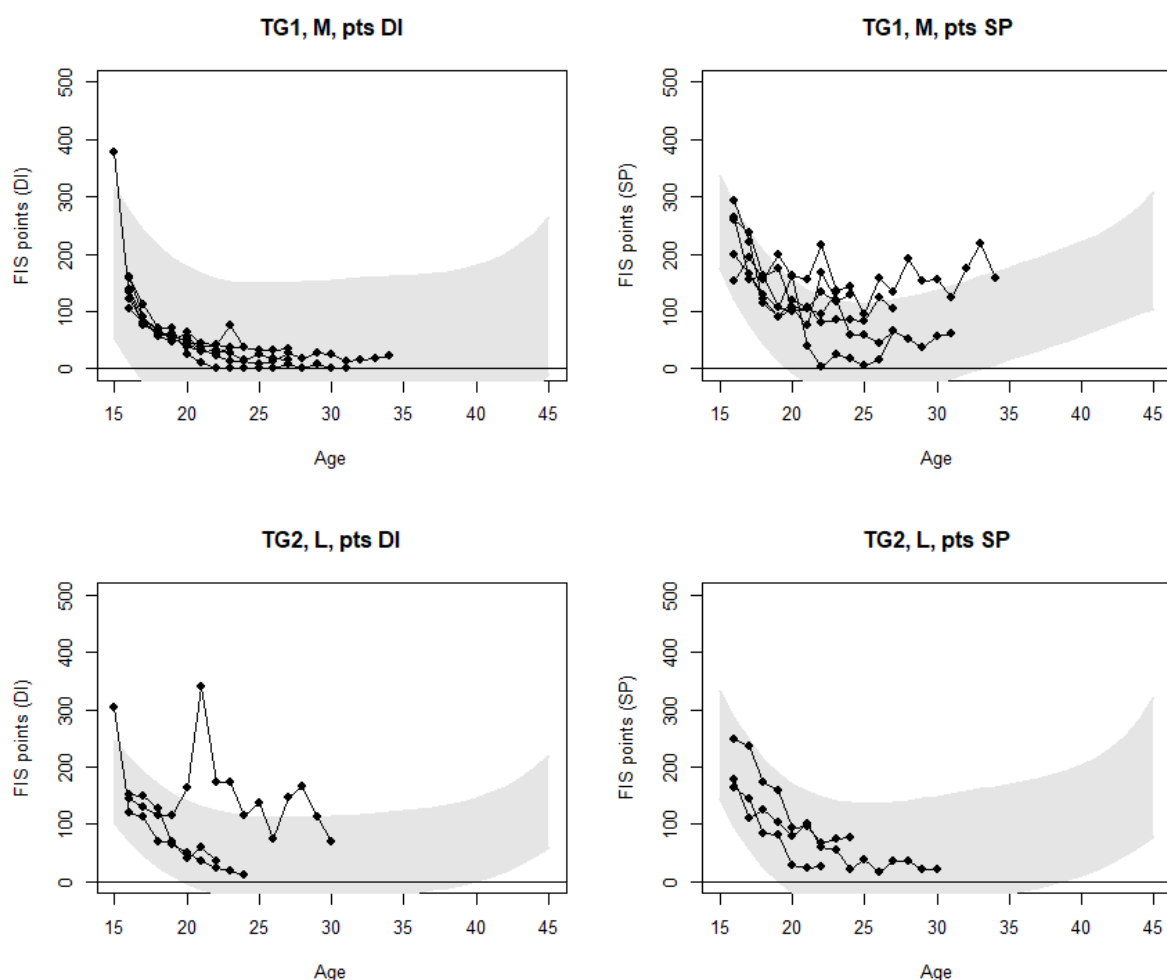 TG1, M, pts DI
FIS points (DI)
500
400
300
200
100
0
15 20 25 30 35 40 45
Age
TG1, M, pts SP
FIS points (SP)
500
400
300
200
100
0
15 20 25 30 35 40 45
Age
TG2, L, pts DI
FIS points (DI)
500
400
300
200
100
0
15 20 25 30 35 40 45
Age
TG2, L, pts SP
FIS points (SP)
500
400
300
200
100
0
15 20 25 30 35 40 45
Age